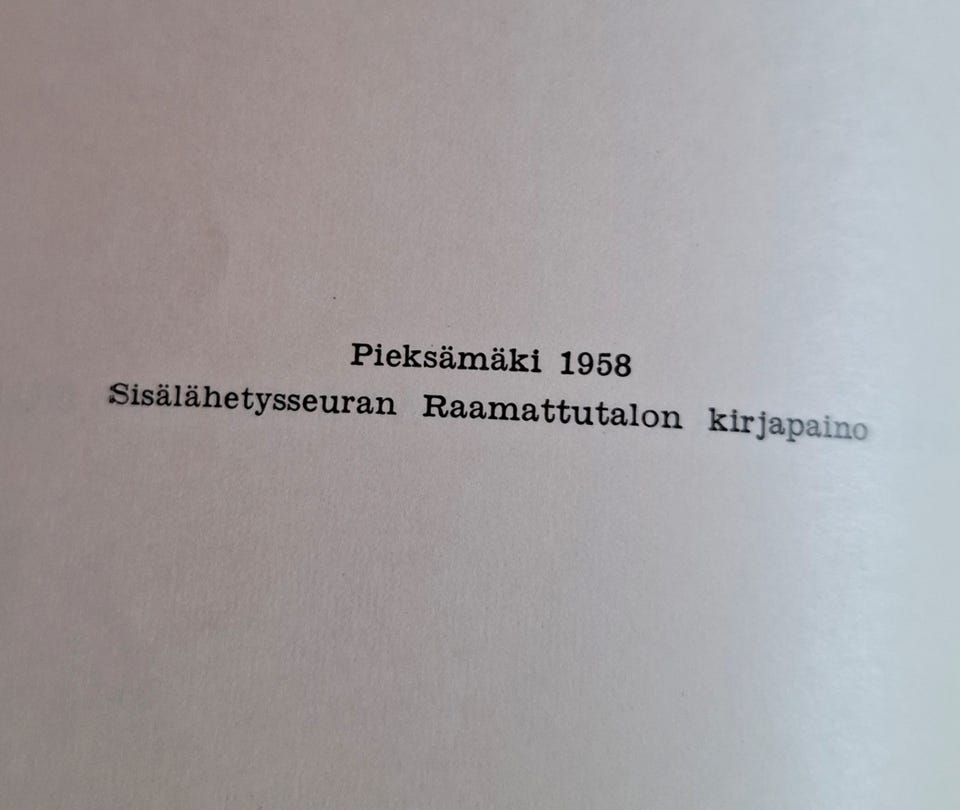 Pieksämäki 1958
Sisälähetysseuran Raamattutalon kirjapaino